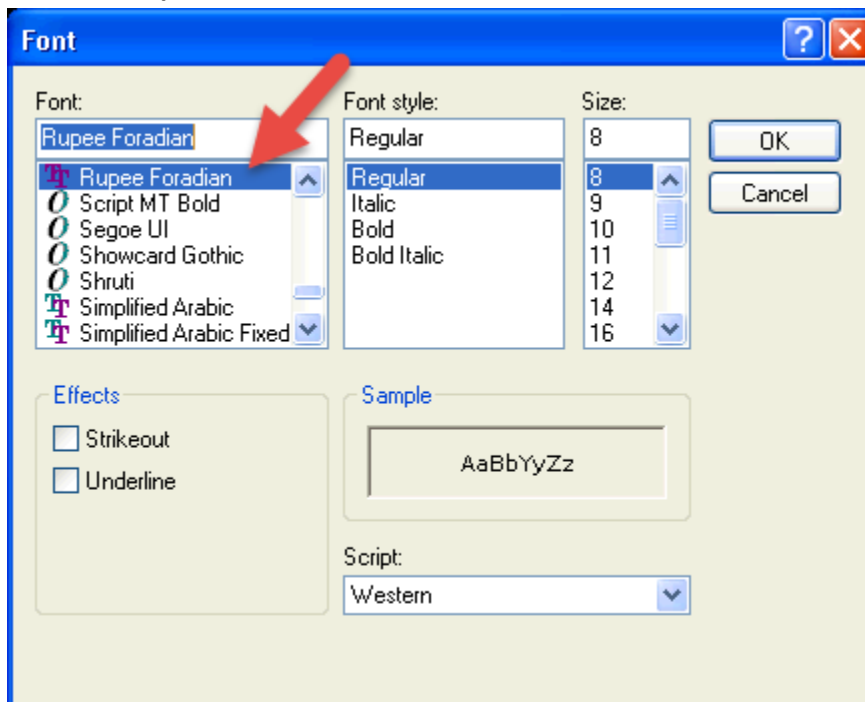 Font
Font: Font style: Size:
Rupee Foradian Regular 8 OK
Rupee Foradian Regular 8 Cancel
Script MT Bold Italic 9
Segoe UI Bold 10
Showcard Gothic Bold Italic 11
Shruti 12
Simplified Arabic 14
Simplified Arabic Fixed 16
Effects Sample
Strikeout
AaBbYyZz
Underline
Script:
Western